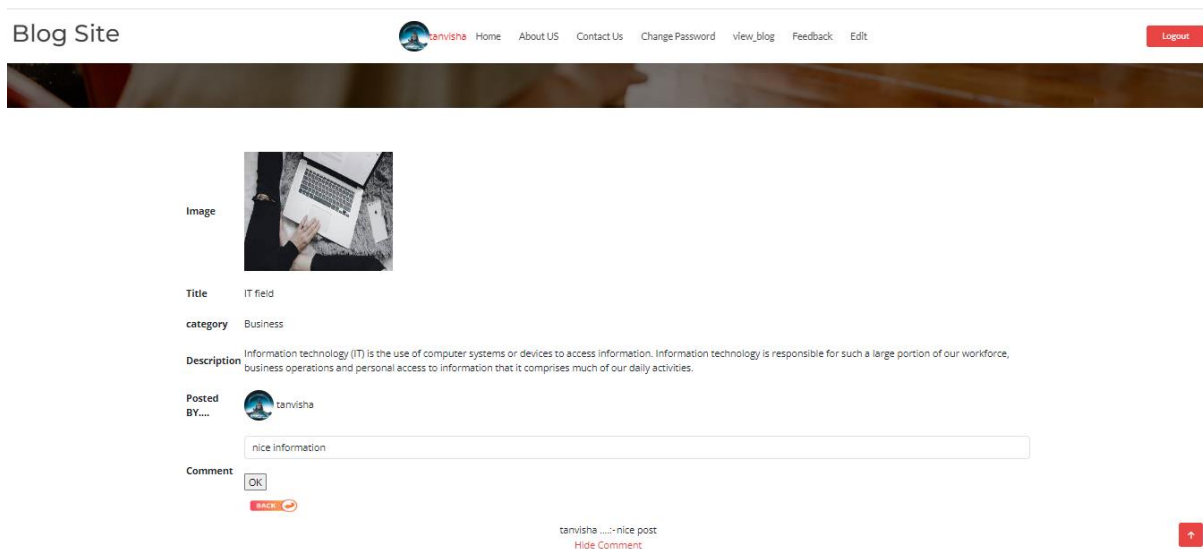 Blog Site
tanvisha Home About US Contact Us Change Password view_blog Feedback Edit
Logout
Image
Title IT field
category Business
Description Information technology (IT) is the use of computer systems or devices to access information. Information technology is responsible for such a large portion of our workforce,
business operations and personal access to information that it comprises much of our daily activities.
Posted
BY....
tanvisha
nice information
Comment
OK
BACK
tanvisha ....:- nice post
Hide Comment